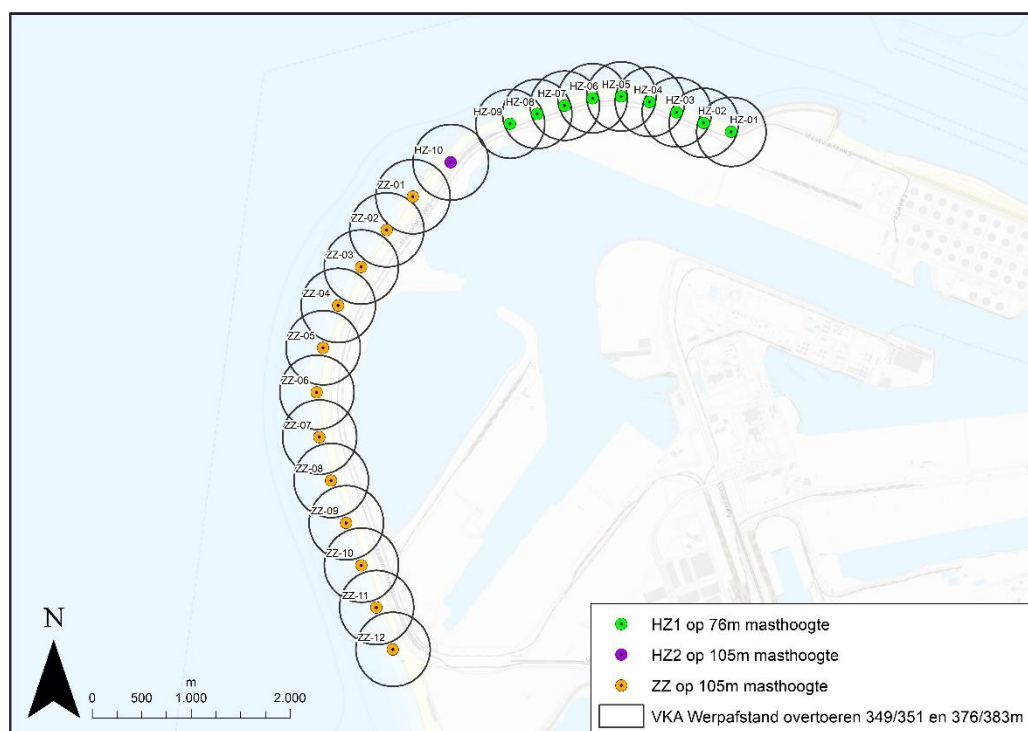 HZ-05
HZ-06
HZ-04
HZ-07
HZ-03
HZ-08
HZ-02
HZ-09
HZ-01
HZ-10
ZZ-01
ZZ-02
ZZ-03
ZZ-04
ZZ-05
ZZ-06
ZZ-07
ZZ-08
ZZ-09
ZZ-10
ZZ-11
ZZ-12
N
m
0 500 1.000 2.000
HZ1 op 76m masthoogte
HZ2 op 105m masthoogte
ZZ op 105m masthoogte
VKA Werpafstand overtoeren 349/351 en 376/383m